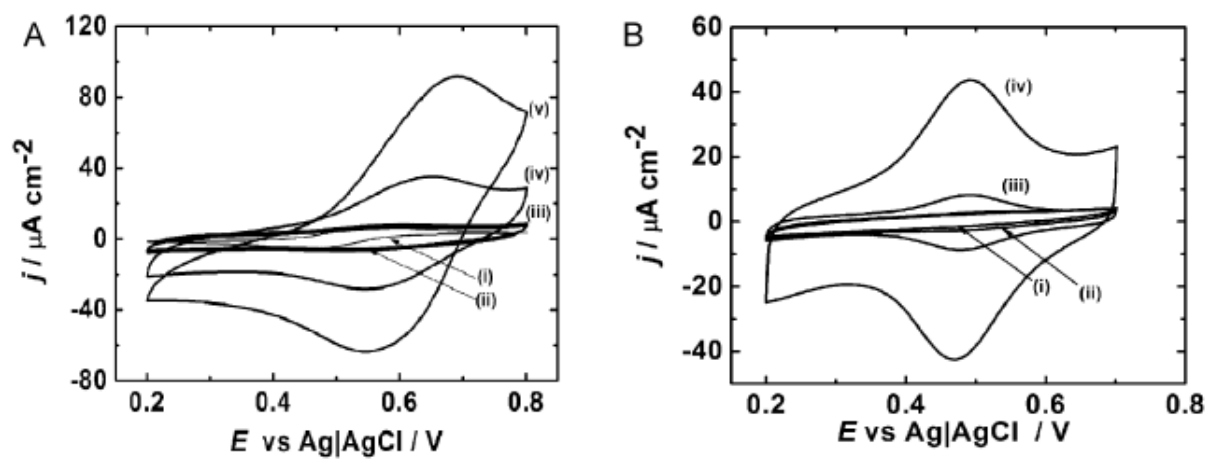 A
120
80
40
0
-40
-80
j / µA cm-2
(v)
(iv)
(iii)
(i)
(ii)
0.2 0.4 0.6 0.8
E vs Ag|AgCl / V
B
60
40
20
0
-20
-40
j / µA cm-2
(iv)
(iii)
(i)
(ii)
0.2 0.4 0.6 0.8
E vs Ag|AgCl / V